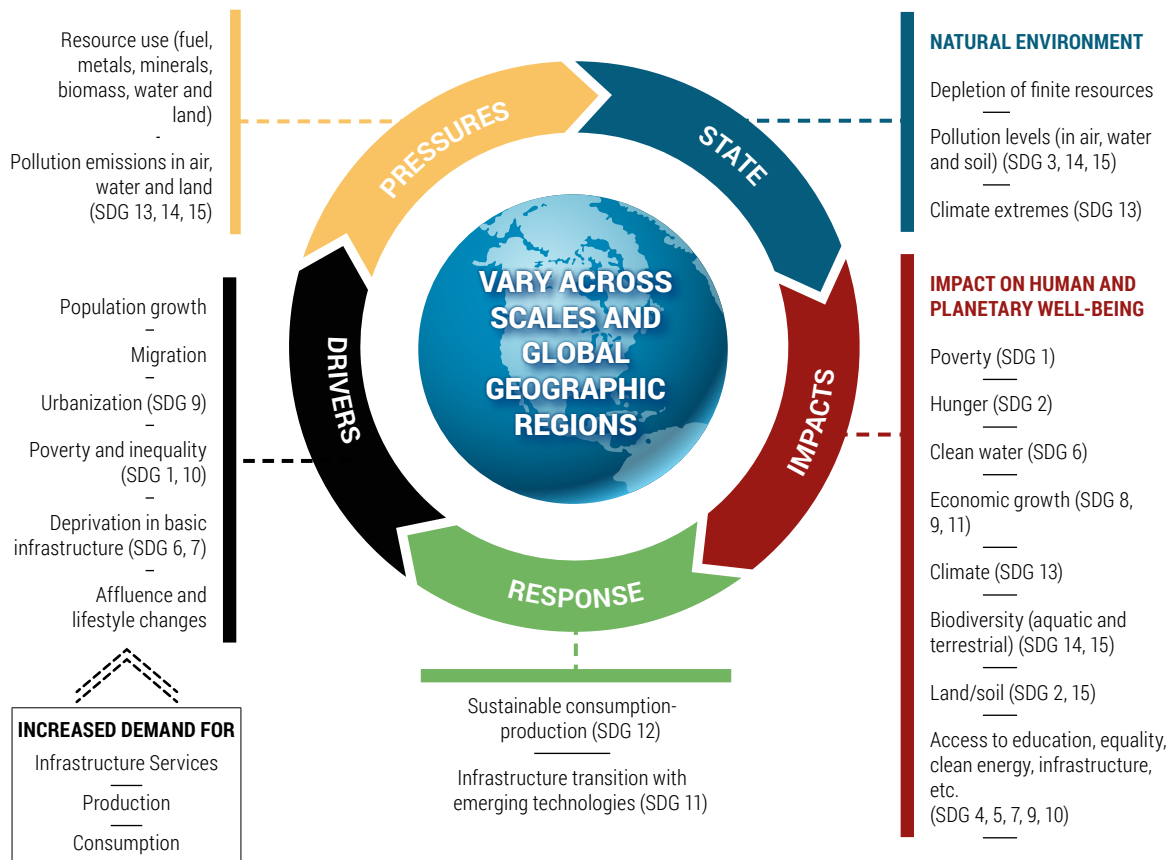 Resource use (fuel,
metals, minerals,
biomass, water and
land)
-
Pollution emissions in air,
water and land
(SDG 13, 14, 15)
Population growth
–
Migration
–
Urbanization (SDG 9)
–
Poverty and inequality
(SDG 1, 10)
–
Deprivation in basic
infrastructure (SDG 6, 7)
–
Affluence and
lifestyle changes
INCREASED DEMAND FOR
Infrastructure Services
Production
Consumption
PRESSURES
STATE
IMPACTS
RESPONSE
DRIVERS
VARY ACROSS
SCALES AND
GLOBAL
GEOGRAPHIC
REGIONS
Sustainable consumption-
production (SDG 12)
Infrastructure transition with
emerging technologies (SDG 11)
NATURAL ENVIRONMENT
Depletion of finite resources
Pollution levels (in air, water
and soil) (SDG 3, 14, 15)
Climate extremes (SDG 13)
IMPACT ON HUMAN AND
PLANETARY WELL-BEING
Poverty (SDG 1)
Hunger (SDG 2)
Clean water (SDG 6)
Economic growth (SDG 8,
9, 11)
Climate (SDG 13)
Biodiversity (aquatic and
terrestrial) (SDG 14, 15)
Land/soil (SDG 2, 15)
Access to education, equality,
clean energy, infrastructure,
etc.
(SDG 4, 5, 7, 9, 10)